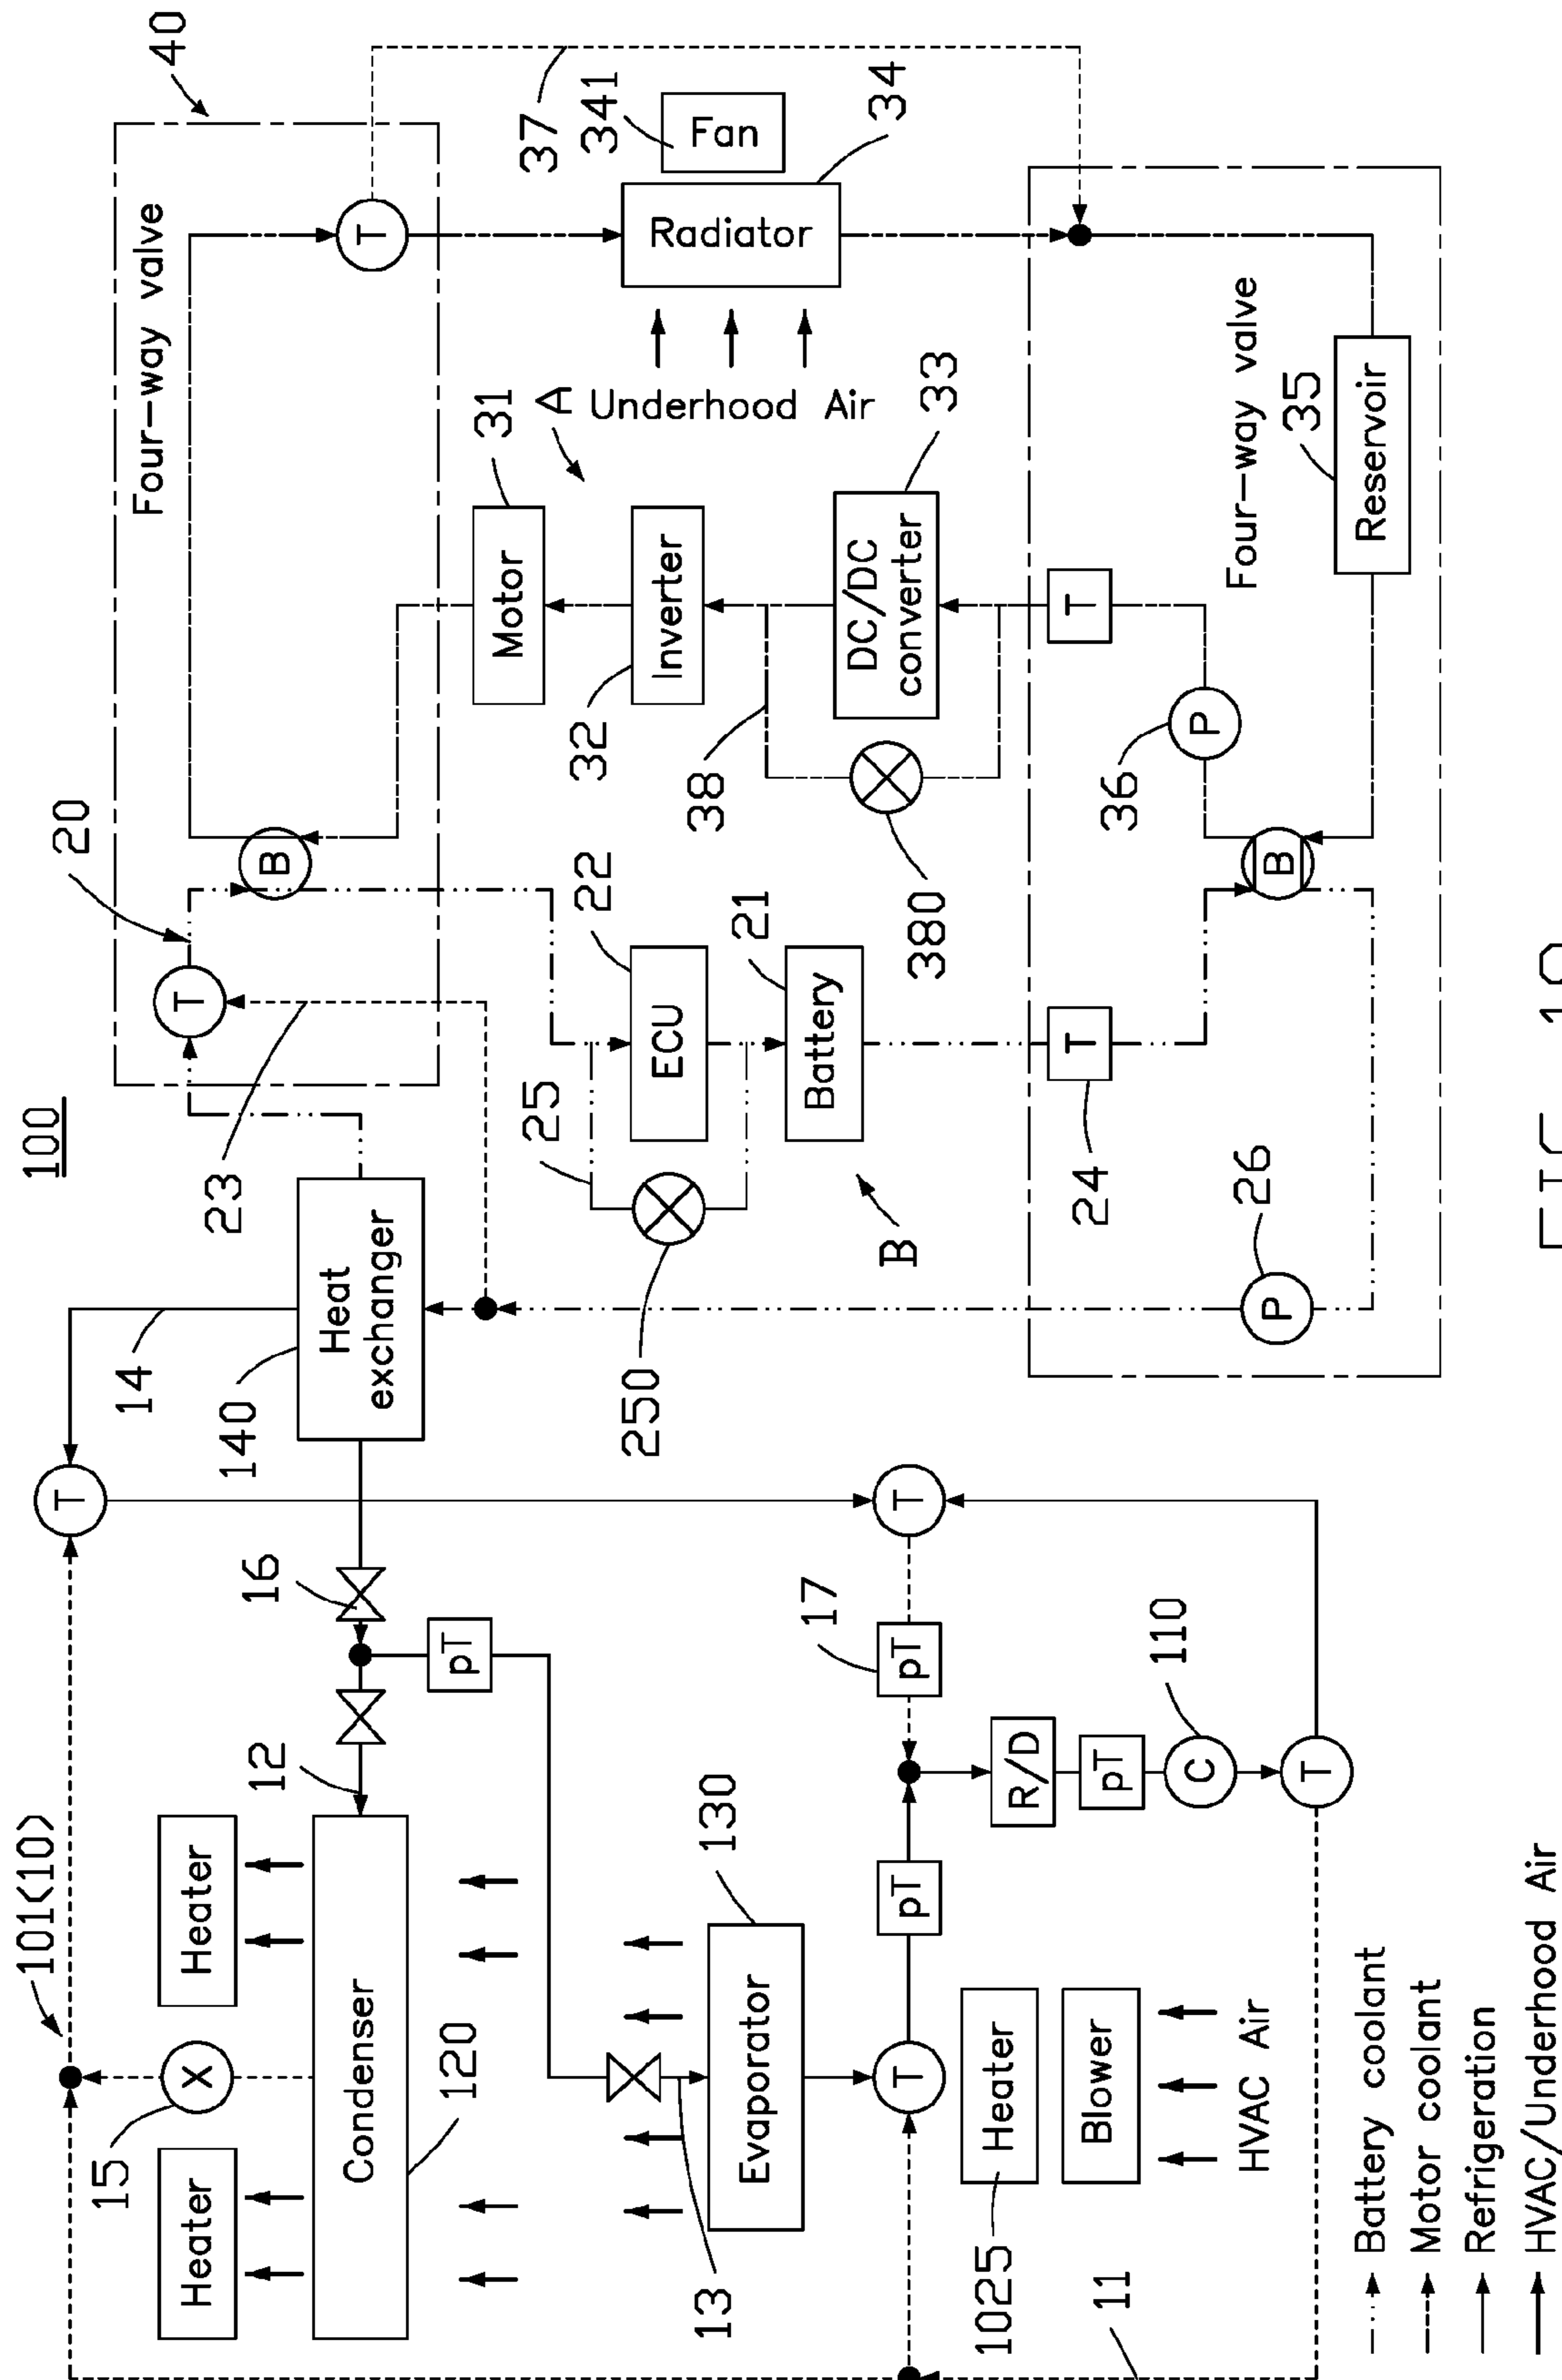 100
20
40
Four-way valve
T
T
B
23
14
140
Heat
exchanger
T
37
341
Fan
Radiator
34
Underhood Air
A
31
Motor
32
Inverter
33
DC/DC
converter
38
380
25
250
22
ECU
21
Battery
B
24
T
T
36
P
26
P
B
Four-way valve
35
Reservoir
101(10)
15
X
Heater
Heater
12
16
Condenser
120
pT
13
130
Evaporator
T
pT
17
pT
T
R/D
pT
110
C
T
1025
Heater
Blower
HVAC Air
11
Battery coolant
Motor coolant
Refrigeration
HVAC/Underhood Air